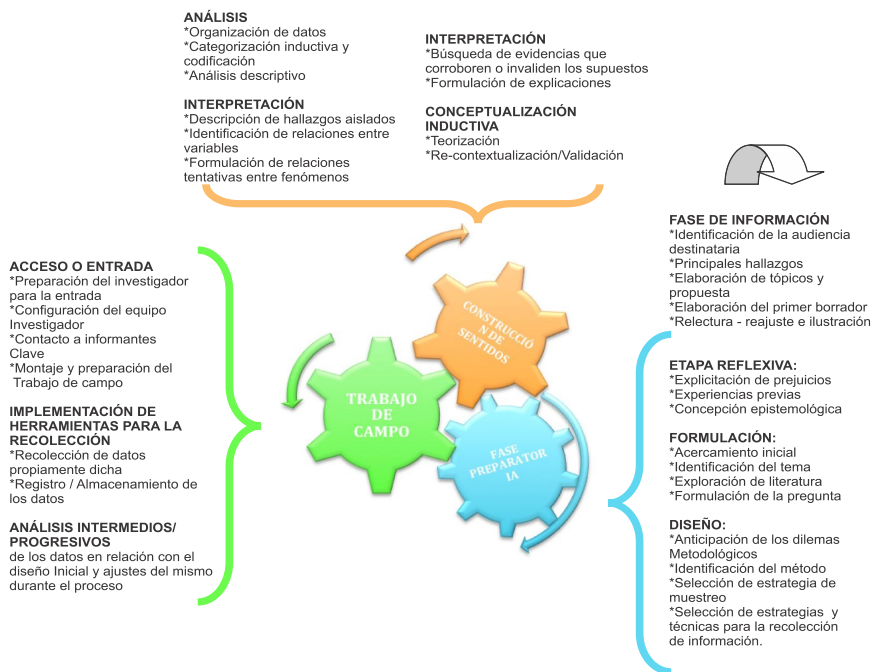 ANÁLISIS
*Organización de datos
*Categorización inductiva y
codificación
*Análisis descriptivo
INTERPRETACIÓN
*Descripción de hallazgos aislados
*Identificación de relaciones entre
variables
*Formulación de relaciones
tentativas entre fenómenos
INTERPRETACIÓN
*Búsqueda de evidencias que
corroboren o invaliden los supuestos
*Formulación de explicaciones
CONCEPTUALIZACIÓN
INDUCTIVA
*Teorización
*Re-contextualización/Validación
FASE DE INFORMACIÓN
*Identificación de la audiencia
destinataria
*Principales hallazgos
*Elaboración de tópicos y
propuesta
*Elaboración del primer borrador
*Relectura - reajuste e ilustración
ACCESO O ENTRADA
*Preparación del investigador
para la entrada
*Configuración del equipo
Investigador
*Contacto a informantes
Clave
*Montaje y preparación del
Trabajo de campo
IMPLEMENTACIÓN DE
HERRAMIENTAS PARA LA
RECOLECCIÓN
*Recolección de datos
propiamente dicha
*Registro / Almacenamiento de
los datos
ANÁLISIS INTERMEDIOS/
PROGRESIVOS
de los datos en relación con el
diseño Inicial y ajustes del mismo
durante el proceso
CONSTRUCCIÓ
N DE
SENTIDOS
TRABAJO
DE
CAMPO
FASE
PREPARATOR
IA
ETAPA REFLEXIVA:
*Explicitación de prejuicios
*Experiencias previas
*Concepción epistemológica
FORMULACIÓN:
*Acercamiento inicial
*Identificación del tema
*Exploración de literatura
*Formulación de la pregunta
DISEÑO:
*Anticipación de los dilemas
Metodológicos
*Identificación del método
*Selección de estrategia de
muestreo
*Selección de estrategias y
técnicas para la recolección
de información.